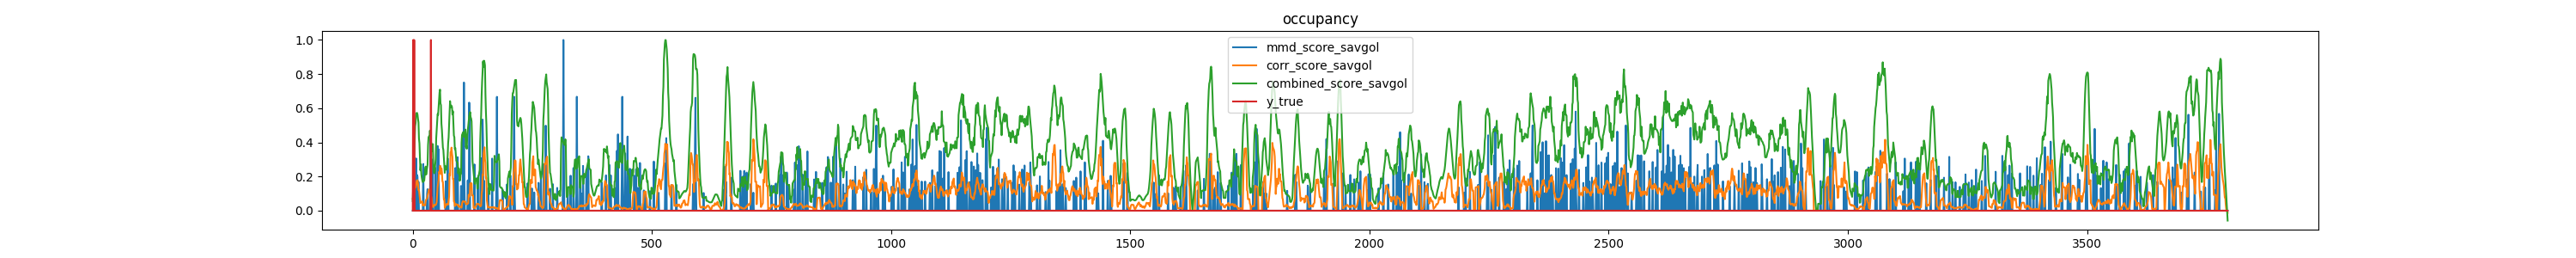 occupancy
1.0
0.8
0.6
0.4
0.2
0.0
mmd_score_savgol
corr_score_savgol
combined_score_savgol
y_true
0 500 1000 1500 2000 2500 3000 3500